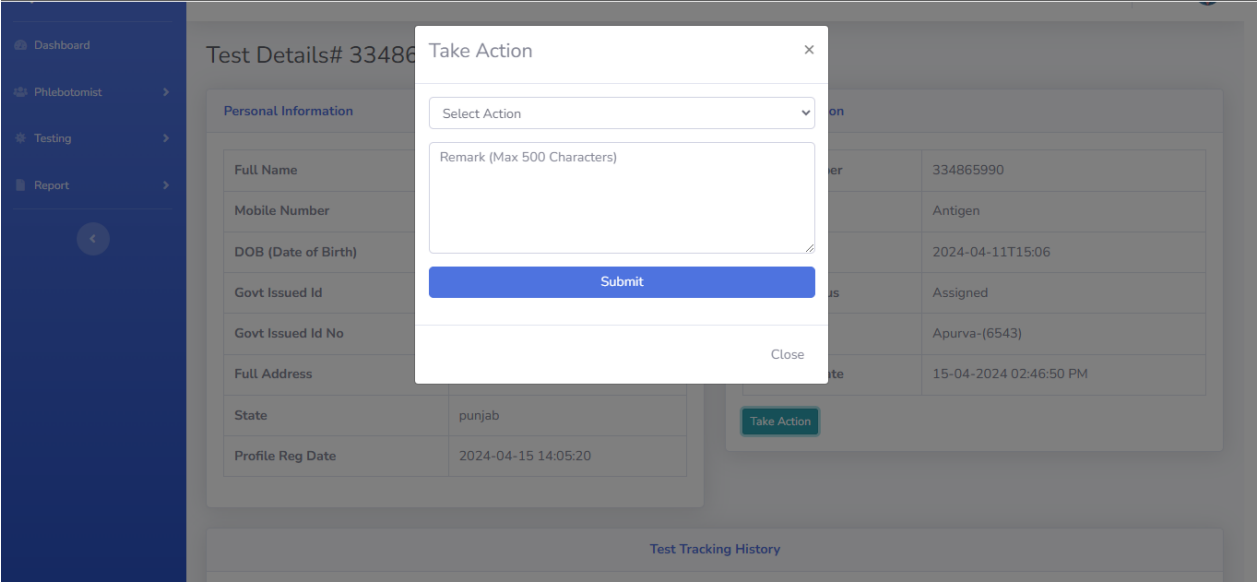 Dashboard
Phlebotomist
Testing
Report
Test Details# 33486
Take Action
×
Select Action
Remark (Max 500 Characters)
Submit
Close
Personal Information
Full Name
Mobile Number
DOB (Date of Birth)
Govt Issued Id
Govt Issued Id No
Full Address
State punjab
Profile Reg Date 2024-04-15 14:05:20
on
er 334865990
Antigen
2024-04-11T15:06
us Assigned
Apurva-(6543)
te 15-04-2024 02:46:50 PM
Take Action
Test Tracking History